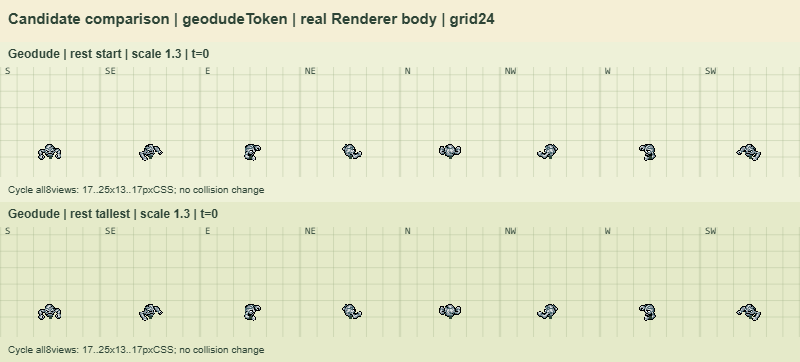 Candidate comparison | geodudeToken | real Renderer body | grid24
Geodude | rest start | scale 1.3 | t=0
S SE E NE N NW W SW
Cycle all8views: 17..25x13..17pxCSS; no collision change
Geodude | rest tallest | scale 1.3 | t=0
S SE E NE N NW W SW
Cycle all8views: 17..25x13..17pxCSS; no collision change